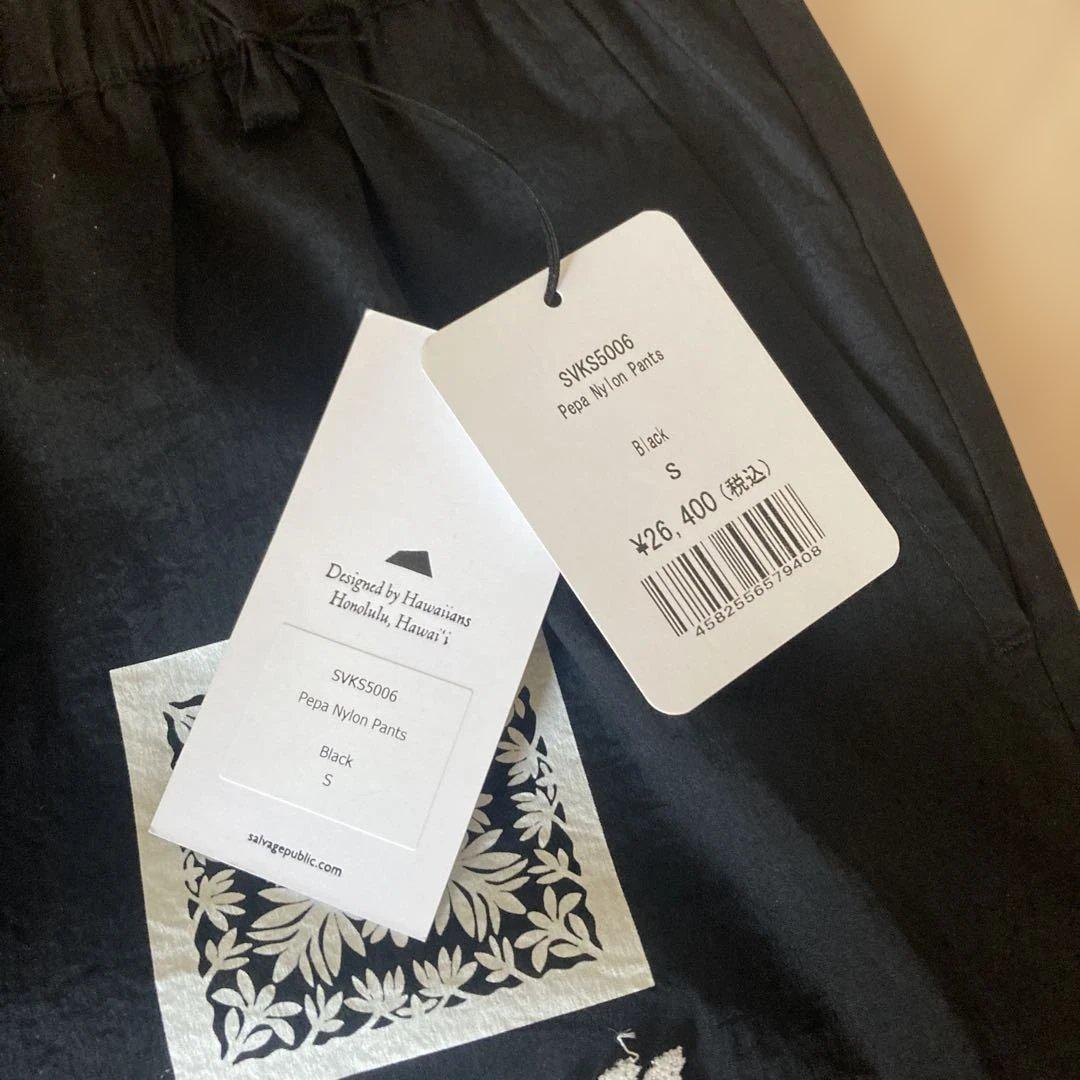 SVKS5006
Pepa Nylon Pants
Black
S
¥26,400(税込)
4582556579408
Designed by Hawaiians
Honolulu, Hawai'i
SVKS5006
Pepa Nylon Pants
Black
S
salvagepublic.com